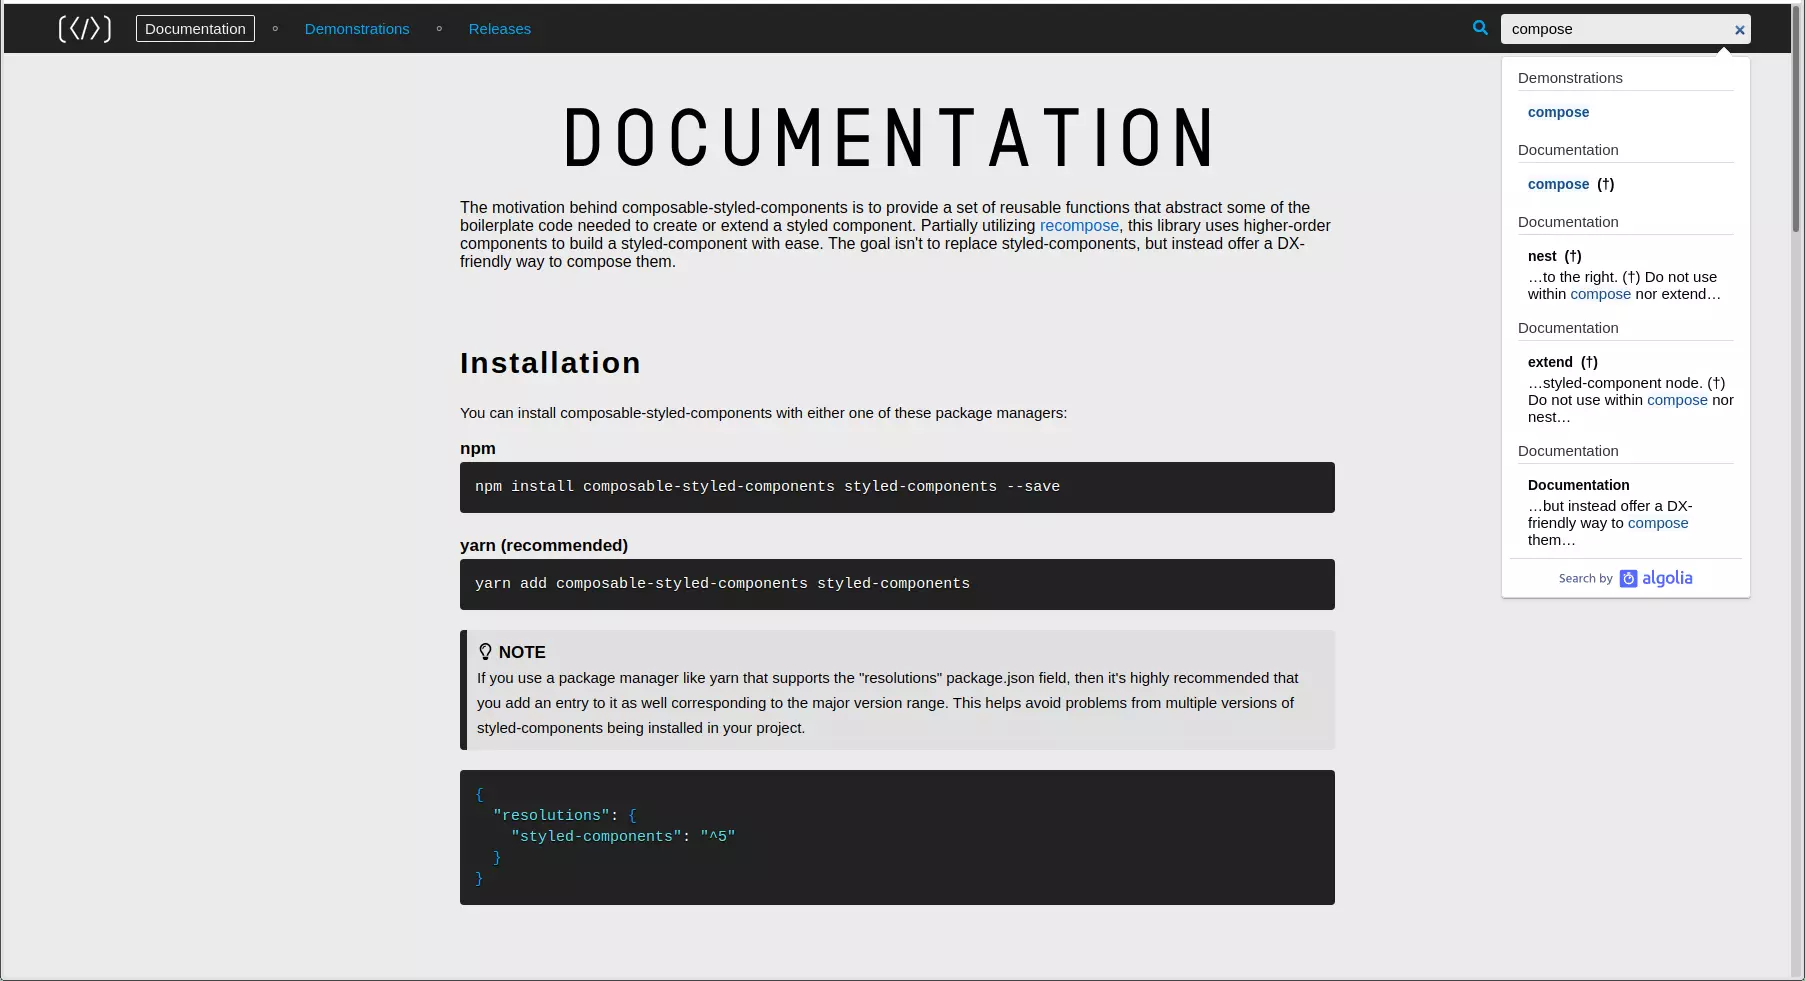 Documentation
Demonstrations
Releases
compose
DOCUMENTATION
The motivation behind composable-styled-components is to provide a set of reusable functions that abstract some of the
boilerplate code needed to create or extend a styled component. Partially utilizing recompose, this library uses higher-order
components to build a styled-component with ease. The goal isn't to replace styled-components, but instead offer a DX-
friendly way to compose them.
Installation
You can install composable-styled-components with either one of these package managers:
npm
npm install composable-styled-components styled-components --save
yarn (recommended)
yarn add composable-styled-components styled-components
NOTE
If you use a package manager like yarn that supports the "resolutions" package.json field, then it's highly recommended that
you add an entry to it as well corresponding to the major version range. This helps avoid problems from multiple versions of
styled-components being installed in your project.
{
"resolutions": {
"styled-components": "^5"
}
}
Demonstrations
compose
Documentation
compose (†)
Documentation
nest (†)
…to the right. (†) Do not use
within compose nor extend…
Documentation
extend (†)
…styled-component node. (†)
Do not use within compose nor
nest…
Documentation
Documentation
…but instead offer a DX-
friendly way to compose
them…
Search by algolia